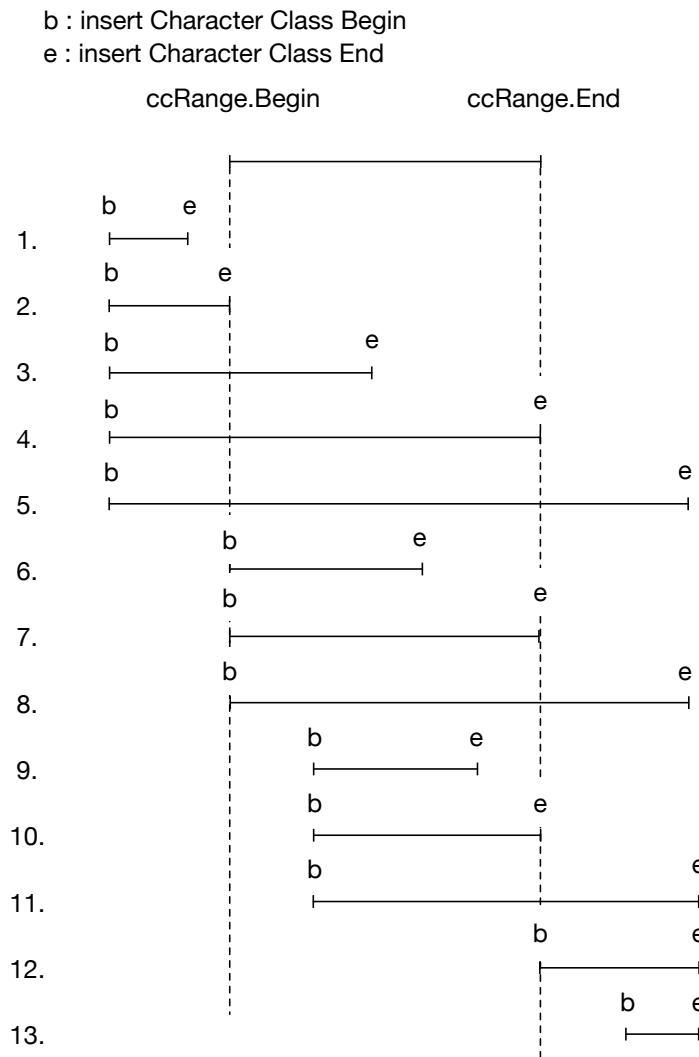 b : insert Character Class Begin
e : insert Character Class End
ccRange.Begin ccRange.End
b e
1.
b e
2.
b e
3.
b e
4.
b e
5.
b e
6.
b e
7.
b e
8.
b e
9.
b e
10.
b e
11.
b e
12.
b e
13.